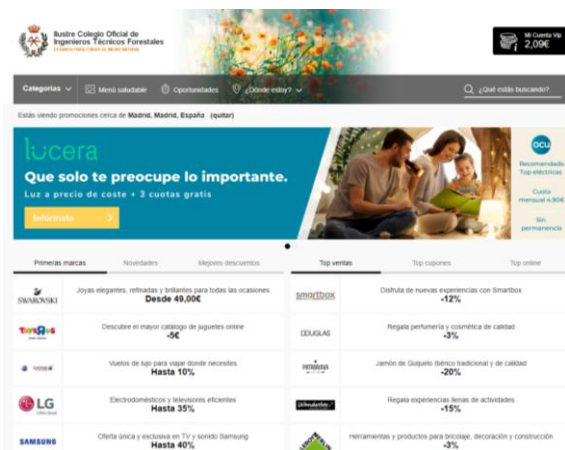 Ilustre Colegio Oficial de
Ingenieros Técnicos Forestales
Mi Cuenta Vip
2,09€
Categorías
Menú saludable
Oportunidades
¿Dónde estoy?
¿Qué estás buscando?
Estás viendo promociones cerca de Madrid, Madrid, España (quitar)
lucera
Que solo te preocupe lo importante.
Luz a precio de coste + 3 cuotas gratis
Infórmate
ocu
Recomendado
Top eléctricas
Cuota
mensual 4.90€
Sin
permanencia
Primeras marcas
Novedades
Mejores descuentos
Top ventas
Top cupones
Top online
SWAROVSKI
Joyas elegantes, refinadas y brillantes para todas las ocasiones
Desde 49,00€
smartbox
Disfruta de nuevas experiencias con Smartbox
-12%
ToysRus
Descubre el mayor catálogo de juguetes online
-5€
DOUGLAS
Regala perfumería y cosmética de calidad
-3%
Vuelos de lujo para viajar donde necesites
Hasta 10%
Jamón de Guijuelo Ibérico tradicional y de calidad
-20%
LG
Electrodomésticos y televisores eficientes
Hasta 35%
Regala experiencias llenas de actividades
-15%
SAMSUNG
Oferta única y exclusiva en TV y sonido Samsung
Hasta 40%
LEROY MERLIN
Herramientas y productos para bricolaje, decoración y construcción
-3%